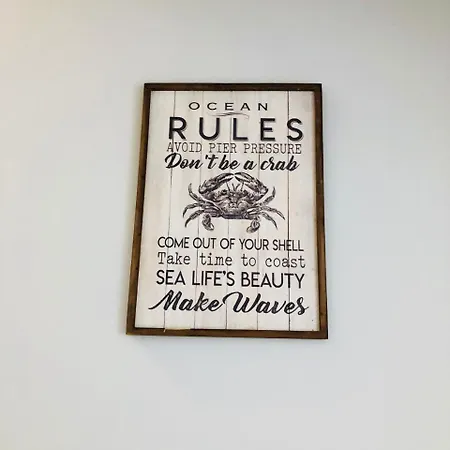 OCEAN
RULES
AVOID PIER PRESSURE
Don't be a crab
COME OUT OF YOUR SHELL
Take time to coast
SEA LIFE'S BEAUTY
Make Waves